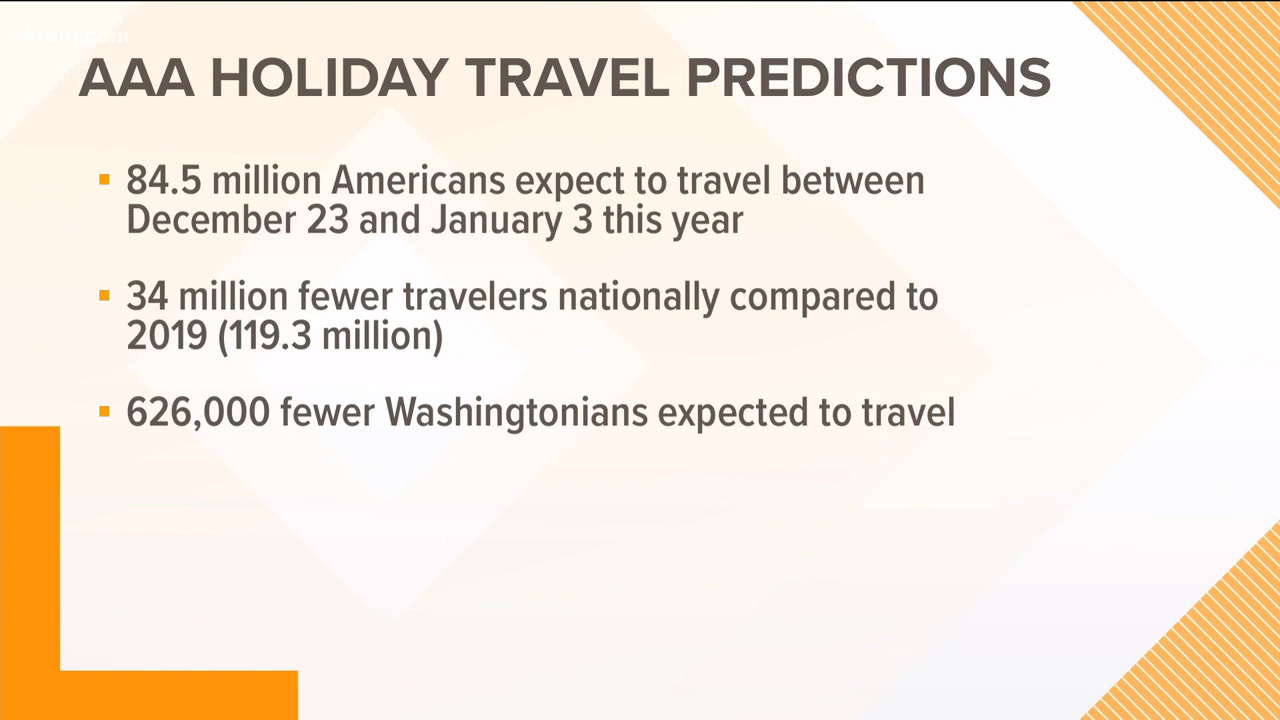 AAA HOLIDAY TRAVEL PREDICTIONS
84.5 million Americans expect to travel between
December 23 and January 3 this year
34 million fewer travelers nationally compared to
2019 (119.3 million)
626,000 fewer Washingtonians expected to travel